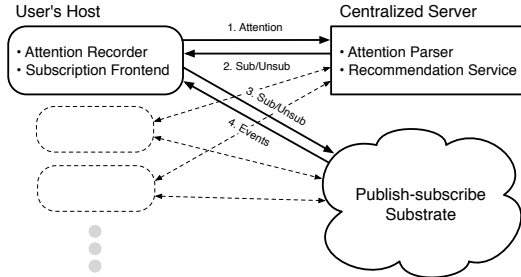 User's Host
Centralized Server
• Attention Recorder
• Subscription Frontend
1. Attention
2. Sub/Unsub
• Attention Parser
• Recommendation Service
3. Sub/Unsub
4. Events
Publish-subscribe
Substrate